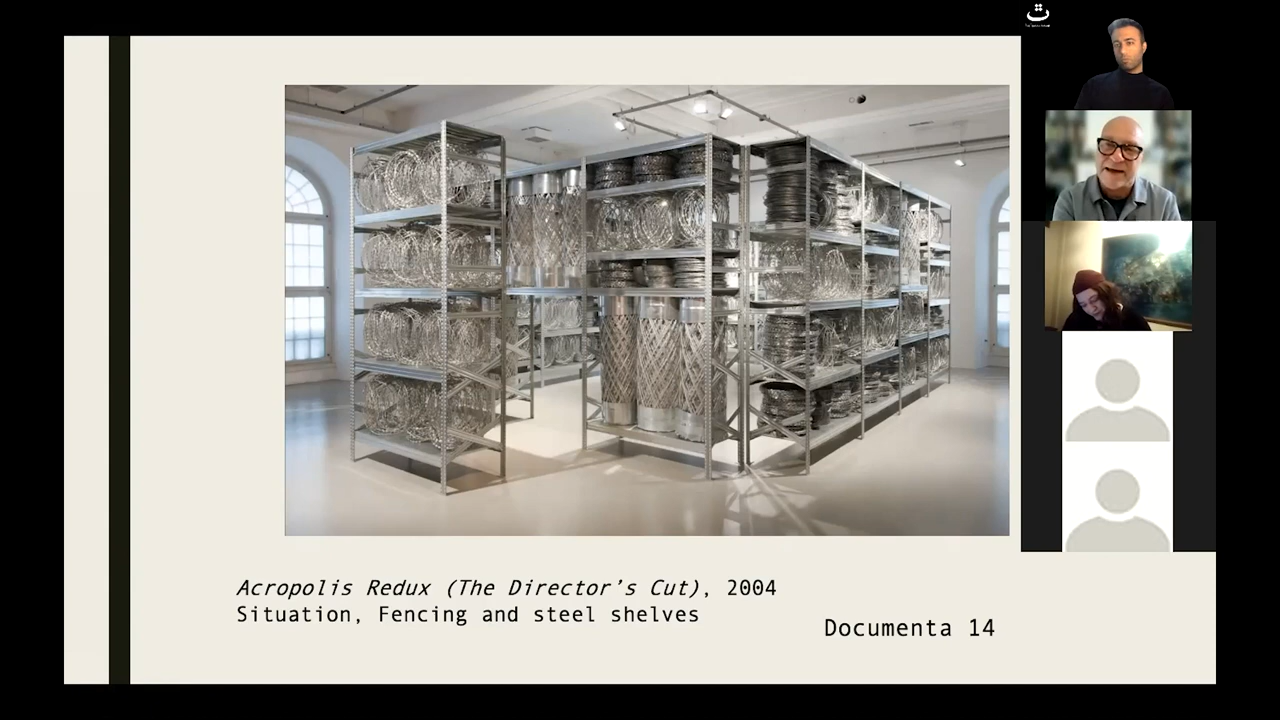 Acropolis Redux (The Director's Cut), 2004
Situation, Fencing and steel shelves
Documenta 14